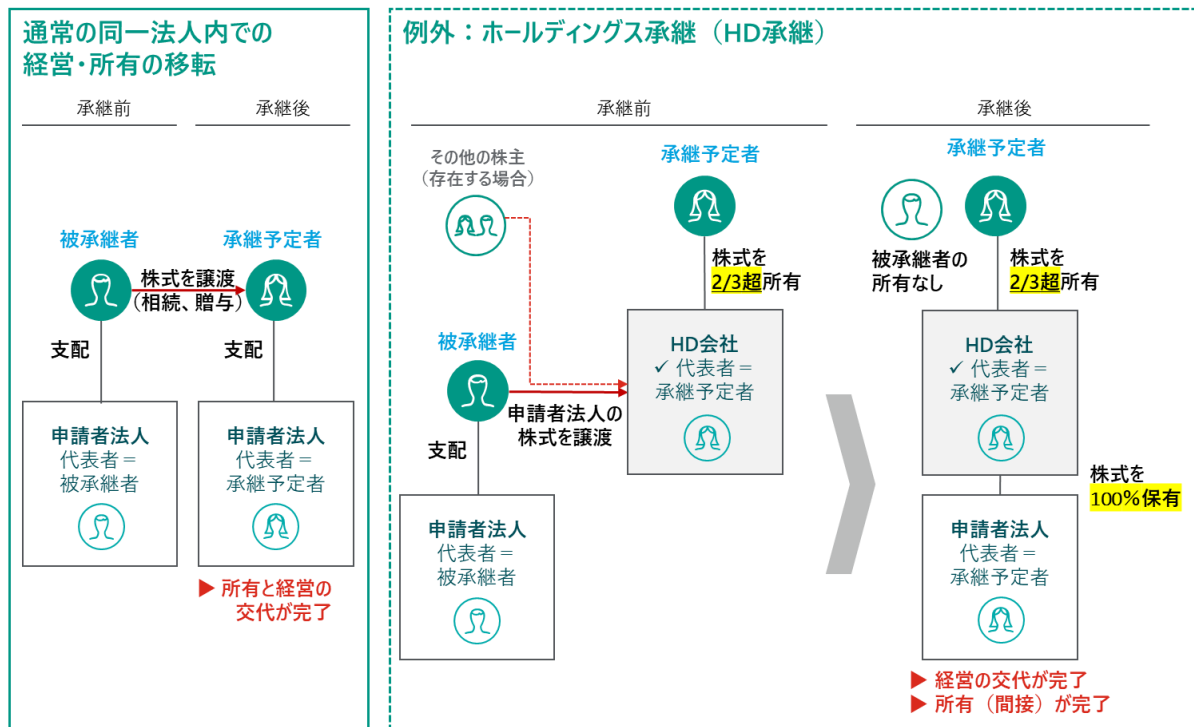 通常の同一法人内での
経営・所有の移転
承継前
承継後
被承継者
承継予定者
株式を譲渡
（相続、贈与）
支配
支配
申請者法人
代表者＝
被承継者
申請者法人
代表者＝
承継予定者
▶ 所有と経営の
交代が完了
例外：ホールディングス承継（HD承継）
承継前
その他の株主
（存在する場合）
承継予定者
株式を
2/3超所有
被承継者
HD会社
✓ 代表者＝
承継予定者
申請者法人の
株式を譲渡
支配
申請者法人
代表者＝
被承継者
承継後
承継予定者
被承継者の
所有なし
株式を
2/3超所有
HD会社
✓ 代表者＝
承継予定者
株式を
100%保有
申請者法人
代表者＝
承継予定者
▶ 経営の交代が完了
▶ 所有（間接）が完了